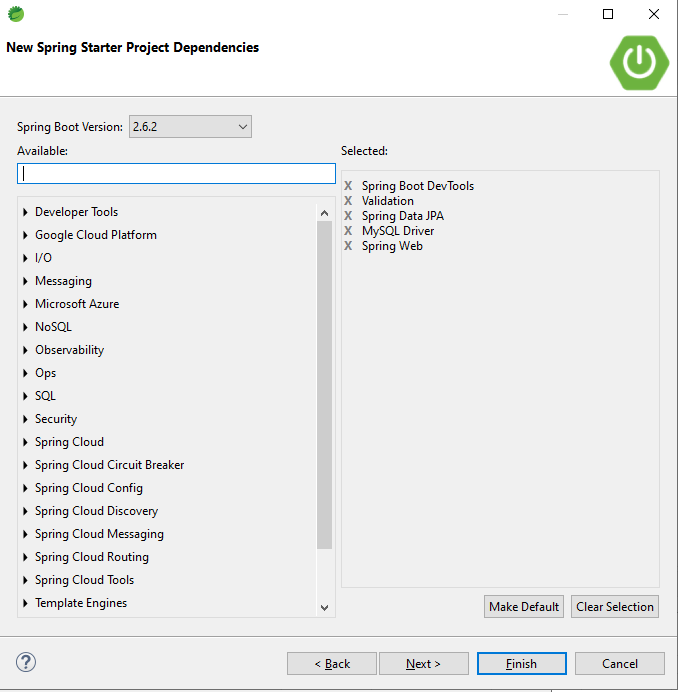 New Spring Starter Project Dependencies
Spring Boot Version: 2.6.2
Available:
Developer Tools
Google Cloud Platform
I/O
Messaging
Microsoft Azure
NoSQL
Observability
Ops
SQL
Security
Spring Cloud
Spring Cloud Circuit Breaker
Spring Cloud Config
Spring Cloud Discovery
Spring Cloud Messaging
Spring Cloud Routing
Spring Cloud Tools
Template Engines
Selected:
X Spring Boot DevTools
X Validation
X Spring Data JPA
X MySQL Driver
X Spring Web
Make Default Clear Selection
? < Back Next > Finish Cancel